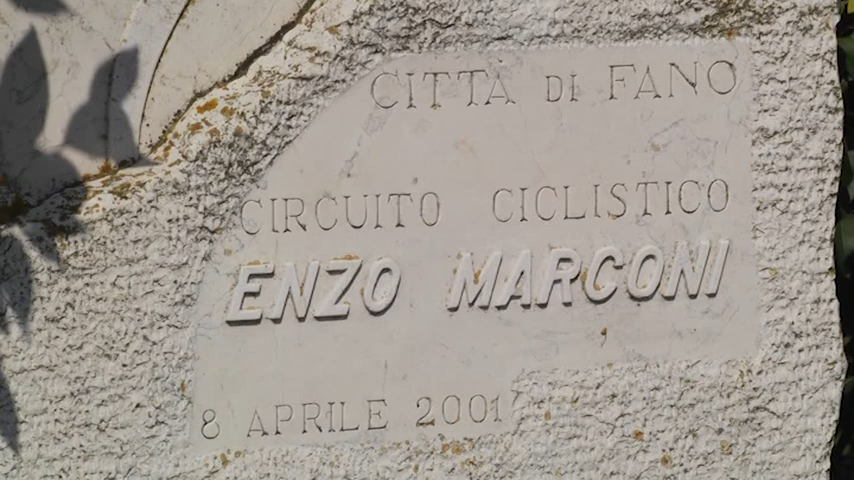 CITTÀ DI FANO
CIRCUITO CICLISTICO
ENZO MARCONI
8 APRILE 2001